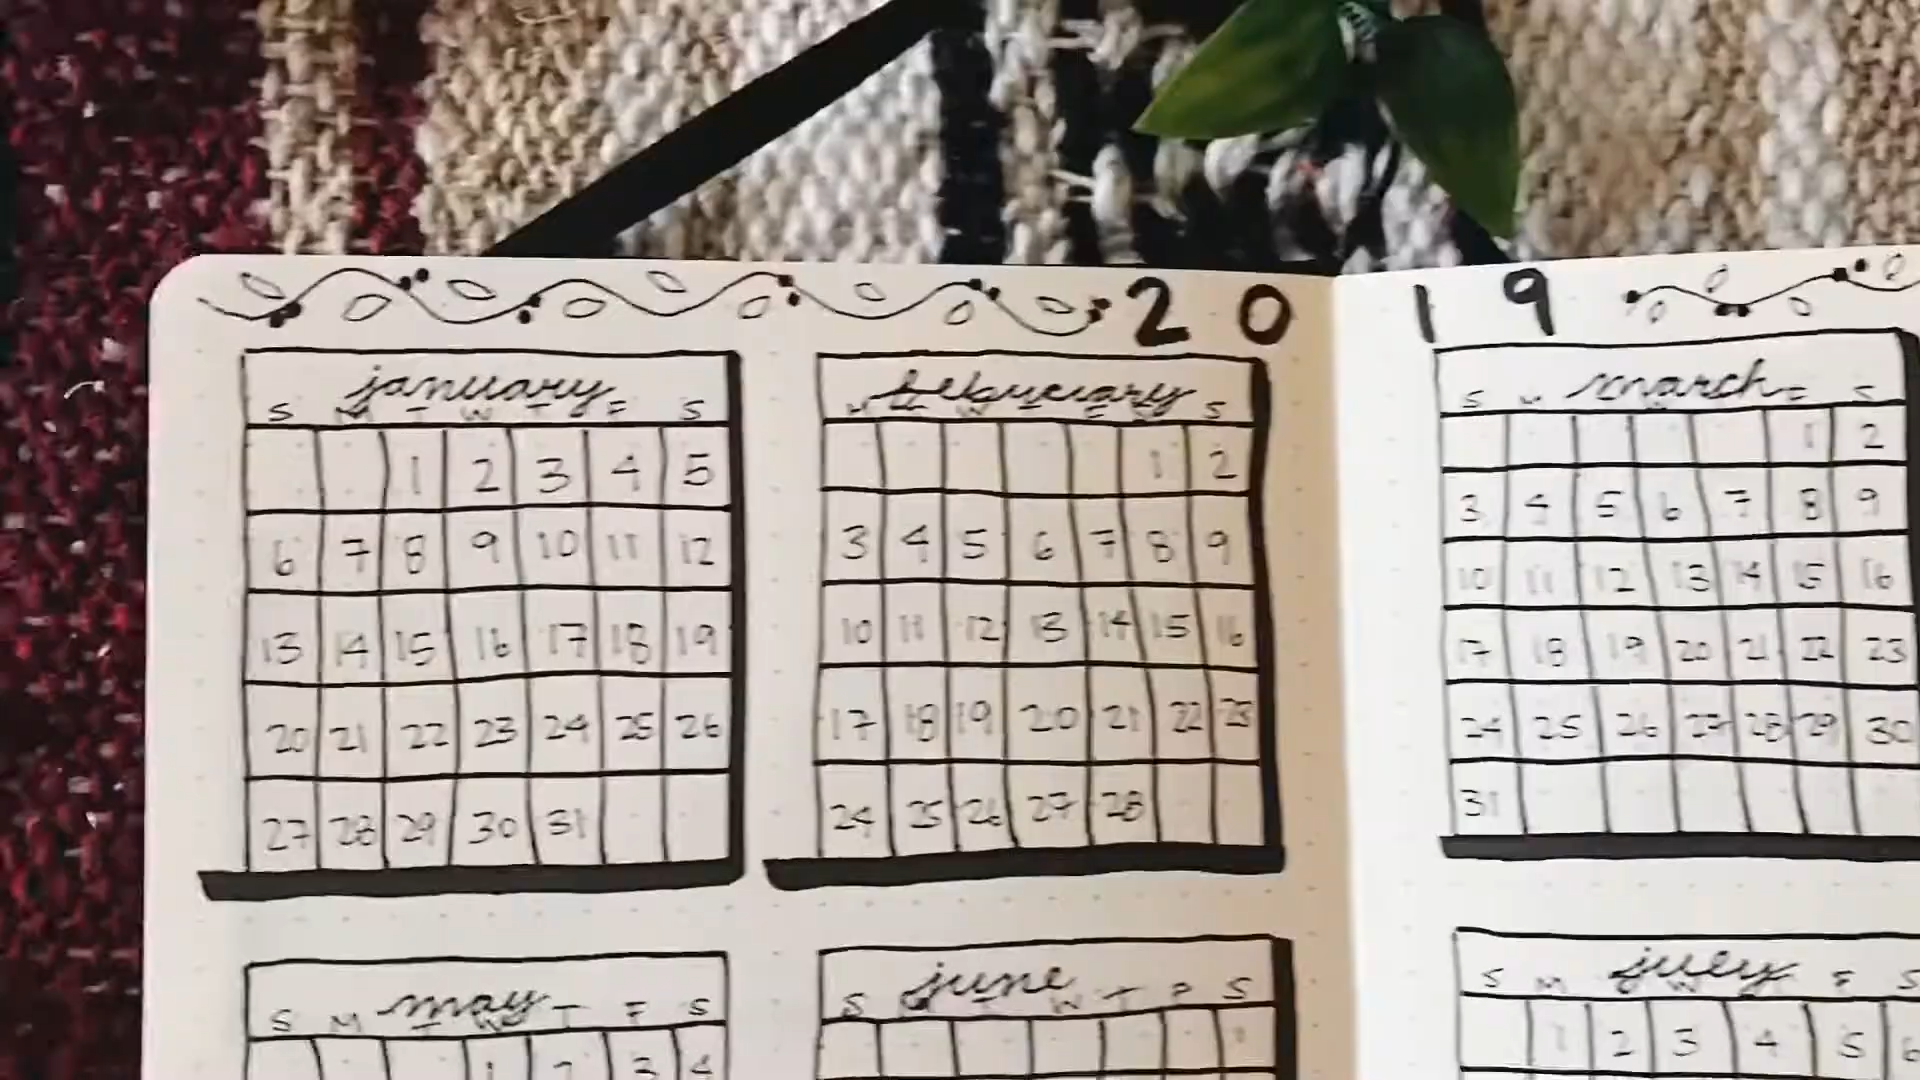 20 19
january
S M T W T F S
1 2 3 4 5
6 7 8 9 10 11 12
13 14 15 16 17 18 19
20 21 22 23 24 25 26
27 28 29 30 31
S
1 2
3 4 5 6 7 8 9
10 11 12 13 14 15 16
17 18 19 20 21 22 23
24 25 26 27 28
march
S M F S
1 2
3 4 5 6 7 8 9
10 11 12 13 14 15 16
17 18 19 20 21 22 23
24 25 26 27 28 29 30
31
may
S M T W T F S
1 2 3 4
june
S T W T F S
1
july
S M W F S
1 2 3 4 5 6